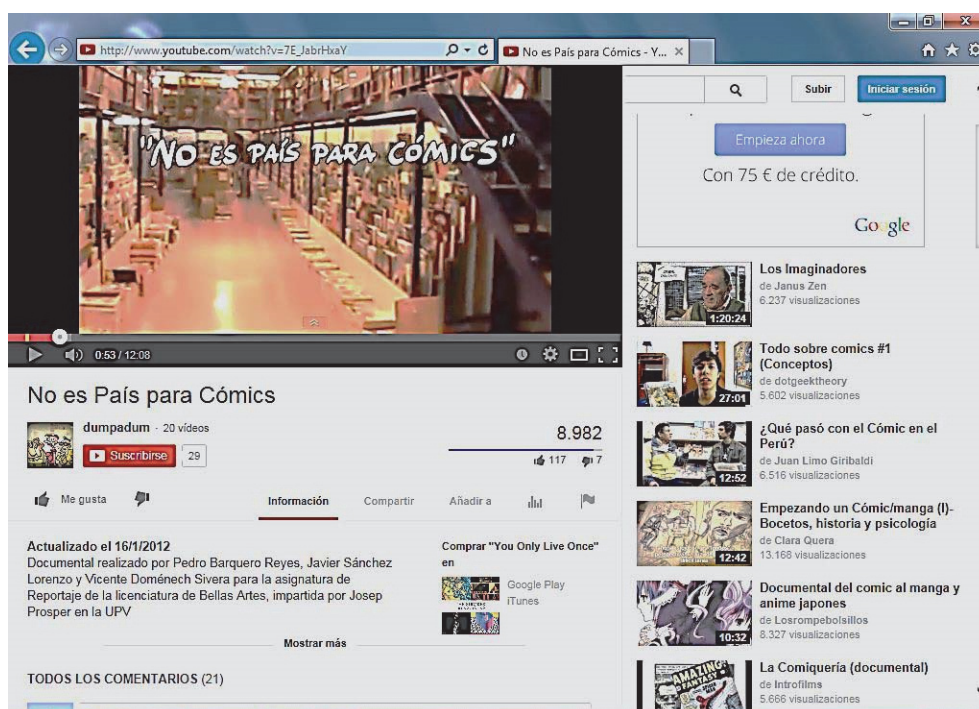 http://www.youtube.com/watch?v=7E_JabrHxaY
No es País para Cómics - Y...
"NO ES PAÍS PARA CÓMICS"
0:53 / 12:08
No es País para Cómics
dumpadum - 20 vídeos
Suscribirse 29
8.982
117 7
Me gusta
Información Compartir Añadir a
Actualizado el 16/1/2012
Documental realizado por Pedro Barquero Reyes, Javier Sánchez
Lorenzo y Vicente Doménech Sivera para la asignatura de
Reportaje de la licenciatura de Bellas Artes, impartida por Josep
Prosper en la UPV
Comprar "You Only Live Once"
en
Google Play
iTunes
Mostrar más
TODOS LOS COMENTARIOS (21)
Subir Iniciar sesión
Empieza ahora
Con 75 € de crédito.
Google
Los Imaginadores
de Janus Zen
6.237 visualizaciones
1:20:24
Todo sobre comics #1
(Conceptos)
de dotgeektheory
5.602 visualizaciones
27:01
¿Qué pasó con el Cómic en el
Perú?
de Juan Limo Giribaldi
6.516 visualizaciones
12:52
Empezando un Cómic/manga (I)-
Bocetos, historia y psicología
de Clara Quera
13.168 visualizaciones
12:42
Documental del comic al manga y
anime japones
de Losrompebolsillos
8.327 visualizaciones
10:32
La Comiquería (documental)
de Introfilms
5.666 visualizaciones
AMAZING
FANTASY